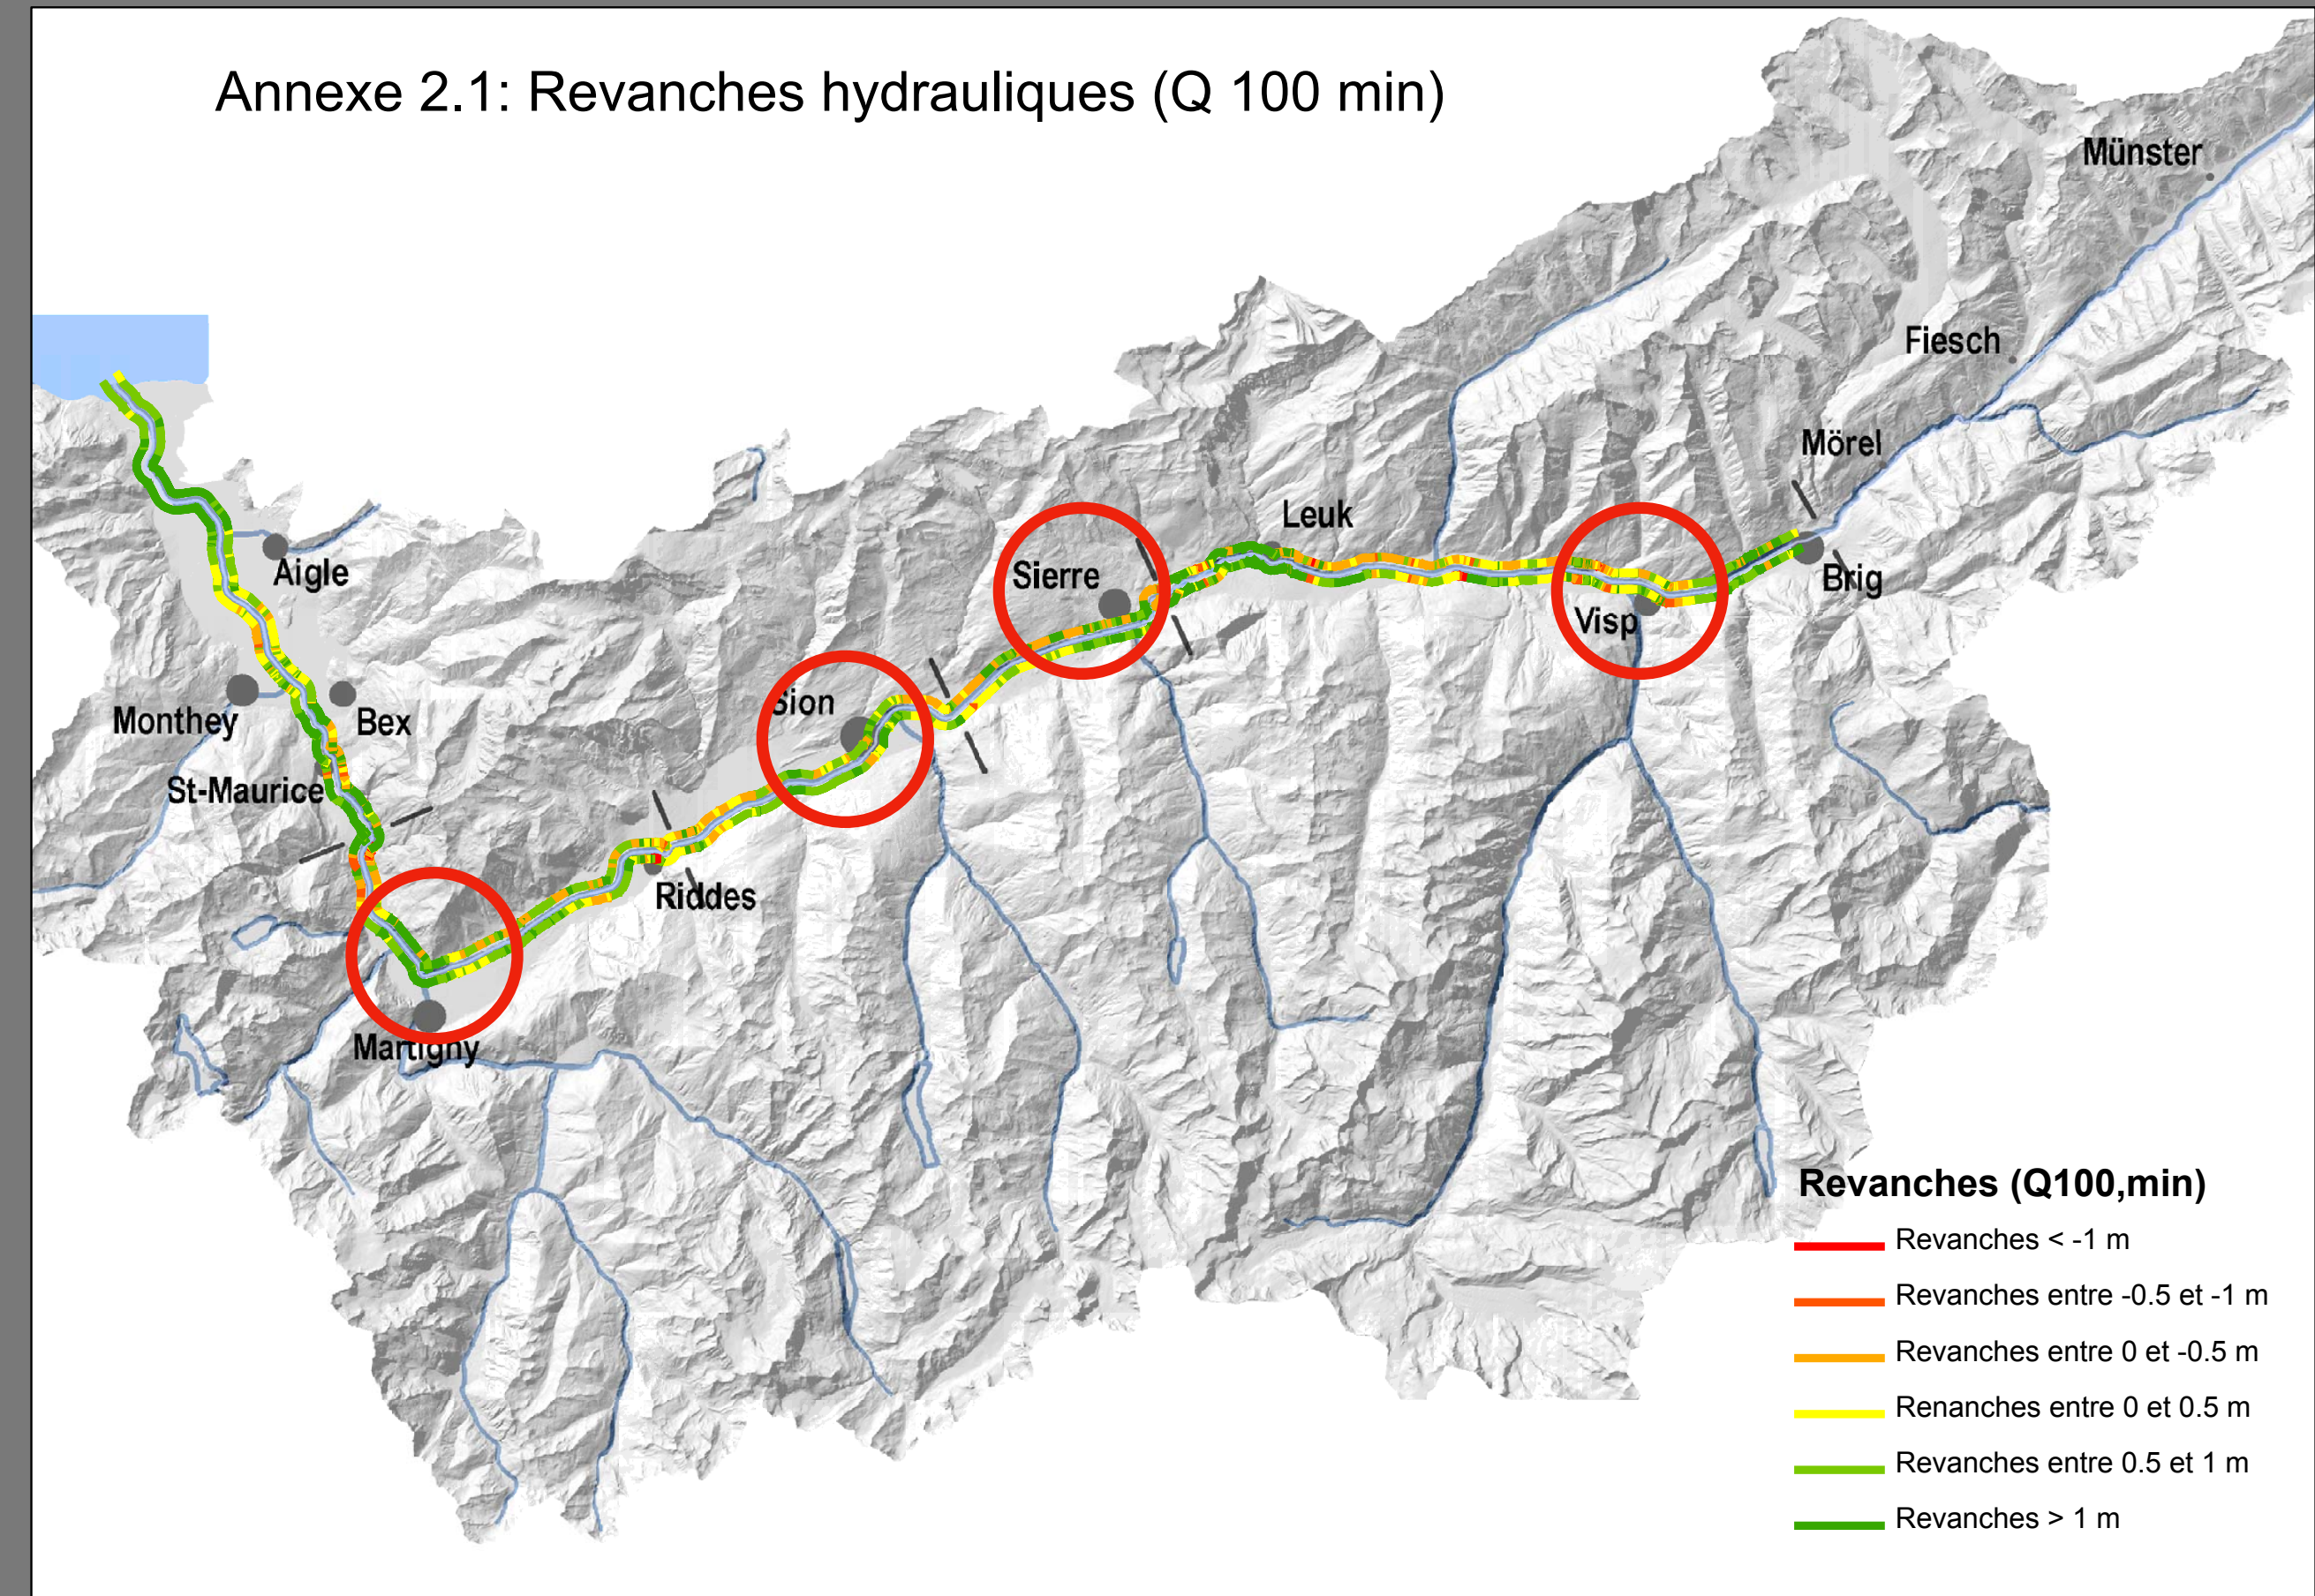 Annexe 2.1: Revanches hydrauliques (Q 100 min)
Münster
Fiesch
Mörel
Leuk
Brig
Sierre
Visp
Aigle
Sion
Monthey
Bex
St-Maurice
Riddes
Martigny
Revanches (Q100,min)
Revanches < -1 m
Revanches entre -0.5 et -1 m
Revanches entre 0 et -0.5 m
Renanches entre 0 et 0.5 m
Revanches entre 0.5 et 1 m
Revanches > 1 m